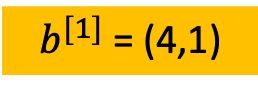 b[1] = (4,1)